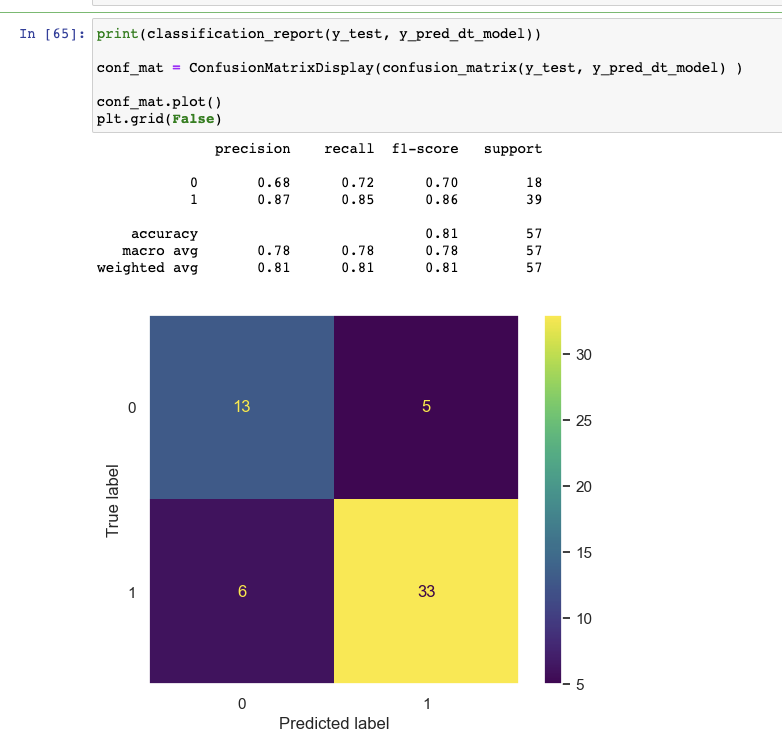 In [65]: print(classification_report(y_test, y_pred_dt_model))
conf_mat = ConfusionMatrixDisplay(confusion_matrix(y_test, y_pred_dt_model) )
conf_mat.plot()
plt.grid(False)
precision recall f1-score support
0 0.68 0.72 0.70 18
1 0.87 0.85 0.86 39
accuracy 0.81 57
macro avg 0.78 0.78 0.78 57
weighted avg 0.81 0.81 0.81 57
True label
0
1
13 5
6 33
0 1
Predicted label
30
25
20
15
10
5